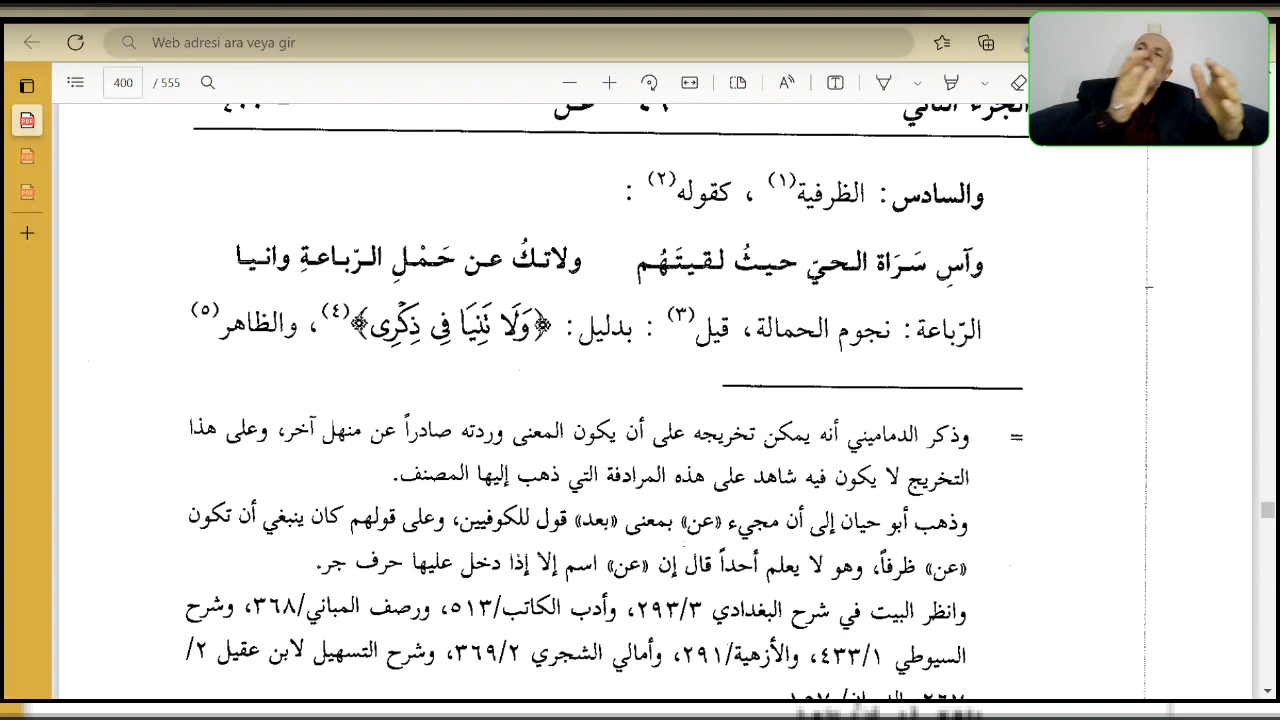 Web adresi ara veya gir
400 / 555
الجزء الثاني عن
والسادس: الظرفية(١) ، كقوله(٢) :
وآسِ سَرَاة الحيّ حيثُ لقيتَهُم ولاتكُ عن حَمْلِ الرّباعةِ وانيا
الرّباعة: نجوم الحمالة، قيل(٣) : بدليل: ﴿وَلَا تَنِيَا فِى ذِكْرِى﴾(٤)، والظاهر(٥)
= وذكر الدماميني أنه يمكن تخريجه على أن يكون المعنى وردته صادراً عن منهل آخر، وعلى هذا
التخريج لا يكون فيه شاهد على هذه المرادفة التي ذهب إليها المصنف.
وذهب أبو حيان إلى أن مجيء «عن» بمعنى «بعد» قول للكوفيين، وعلى قولهم كان ينبغي أن تكون
«عن» ظرفاً، وهو لا يعلم أحداً قال إن «عن» اسم إلا إذا دخل عليها حرف جر.
وانظر البيت في شرح البغدادي ٢٩٣/٣، وأدب الكاتب/٥١٣، ورصف المباني/٣٦٨، وشرح
السيوطي ٤٣٣/١، والأزهية/٢٩١، وأمالي الشجري ٣٦٩/٢، وشرح التسهيل لابن عقيل ٢/